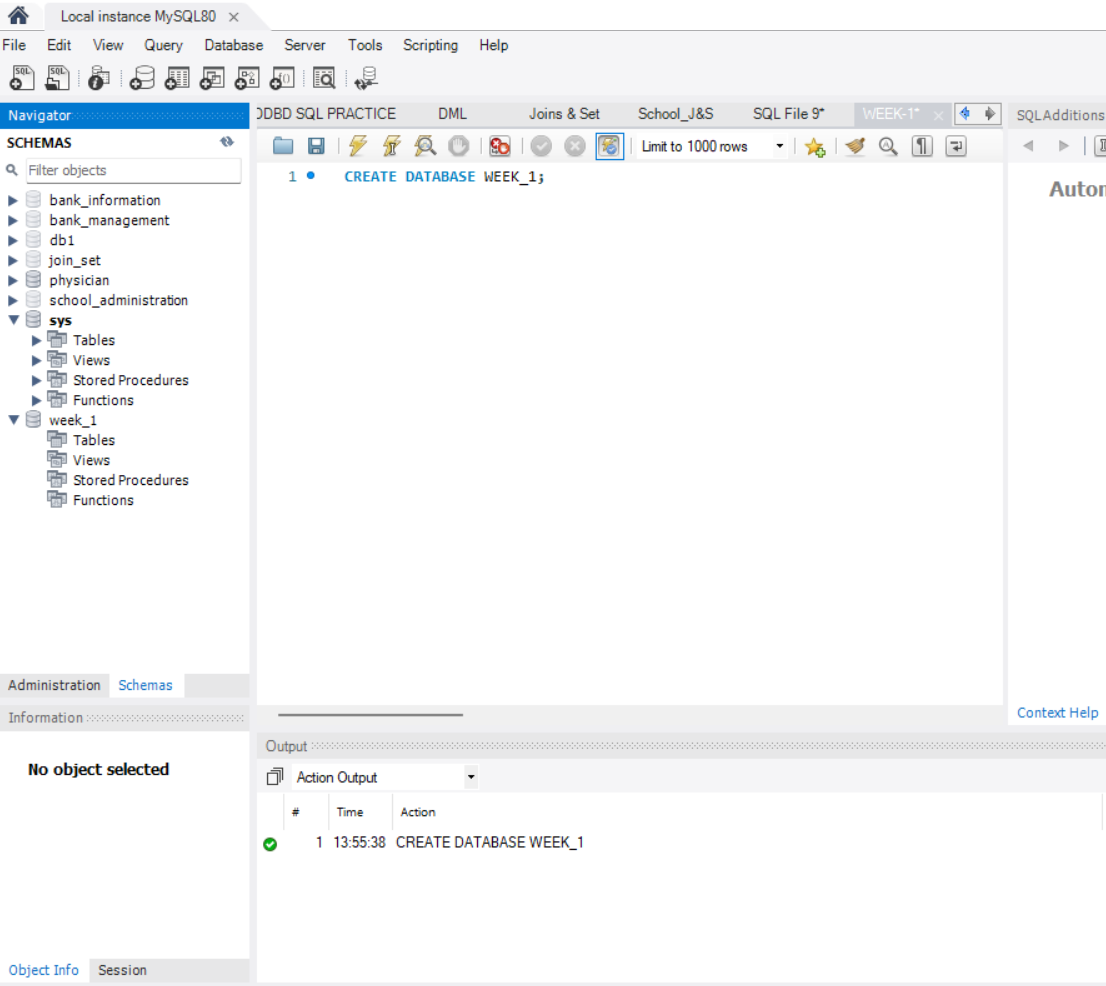 Local instance MySQL80
File Edit View Query Database Server Tools Scripting Help
Navigator
SCHEMAS
Filter objects
bank_information
bank_management
db1
join_set
physician
school_administration
sys
Tables
Views
Stored Procedures
Functions
week_1
Tables
Views
Stored Procedures
Functions
Administration Schemas
Information
No object selected
Object Info Session
DDBD SQL PRACTICE DML Joins & Set School_J&S SQL File 9* WEEK-1*
Limit to 1000 rows
1 CREATE DATABASE WEEK_1;
SQLAdditions
Autom
Context Help
Output
Action Output
# Time Action
1 13:55:38 CREATE DATABASE WEEK_1